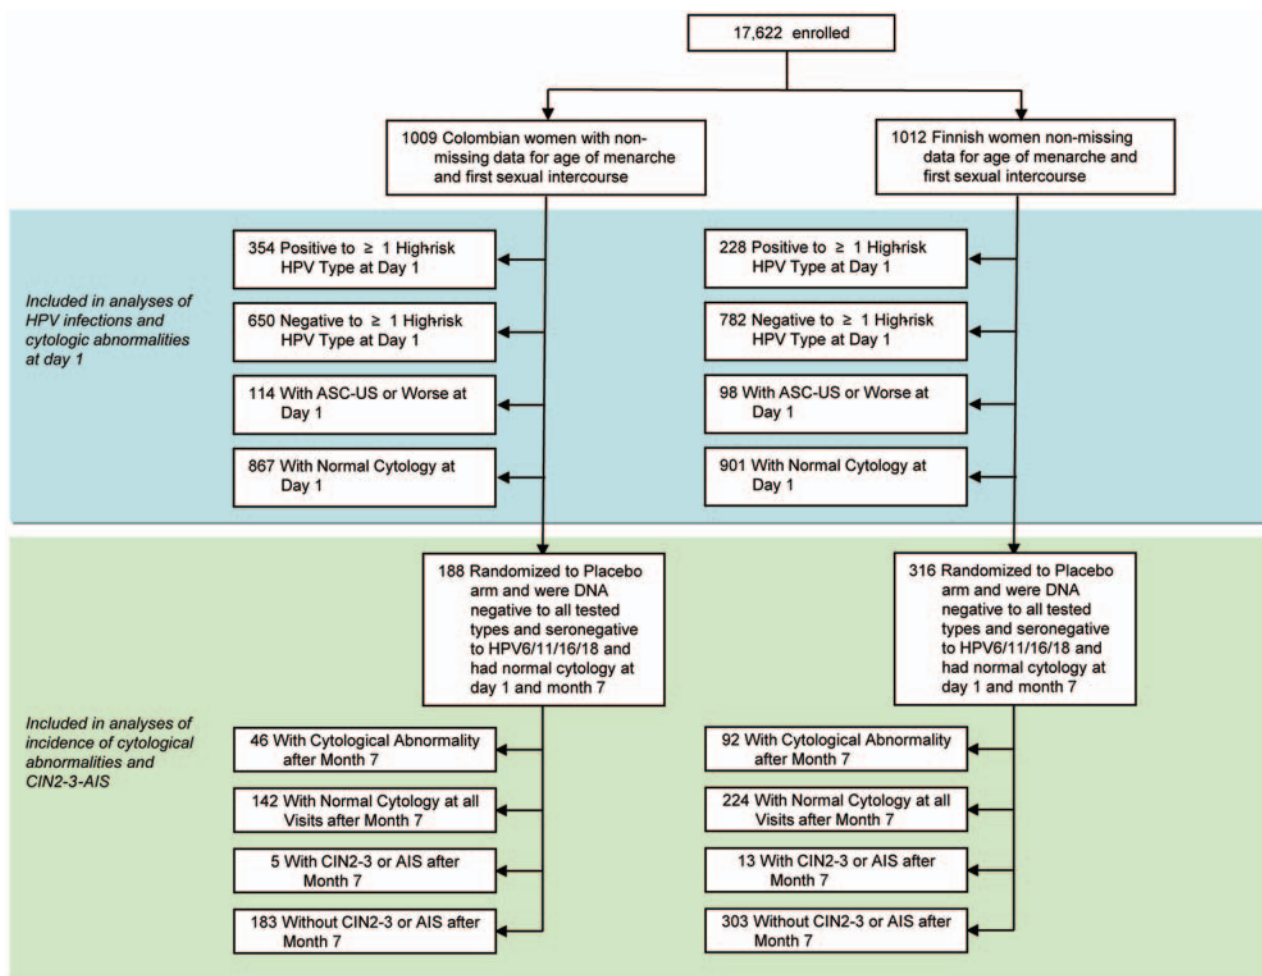 17,622 enrolled
1009 Colombian women with non-
missing data for age of menarche
and first sexual intercourse
1012 Finnish women non-missing
data for age of menarche and
first sexual intercourse
Included in analyses of
HPV infections and
cytologic abnormalities
at day 1
354 Positive to ≥ 1 High-risk
HPV Type at Day 1
650 Negative to ≥ 1 High-risk
HPV Type at Day 1
114 With ASC-US or Worse at
Day 1
867 With Normal Cytology at
Day 1
228 Positive to ≥ 1 High-risk
HPV Type at Day 1
782 Negative to ≥ 1 High-risk
HPV Type at Day 1
98 With ASC-US or Worse at
Day 1
901 With Normal Cytology at
Day 1
Included in analyses of
incidence of cytological
abnormalities and
CIN2-3-AIS
188 Randomized to Placebo
arm and were DNA
negative to all tested
types and seronegative
to HPV6/11/16/18 and
had normal cytology at
day 1 and month 7
46 With Cytological Abnormality
after Month 7
142 With Normal Cytology at all
Visits after Month 7
5 With CIN2-3 or AIS after
Month 7
183 Without CIN2-3 or AIS after
Month 7
316 Randomized to Placebo
arm and were DNA
negative to all tested
types and seronegative
to HPV6/11/16/18 and
had normal cytology at
day 1 and month 7
92 With Cytological Abnormality
after Month 7
224 With Normal Cytology at all
Visits after Month 7
13 With CIN2-3 or AIS after
Month 7
303 Without CIN2-3 or AIS after
Month 7